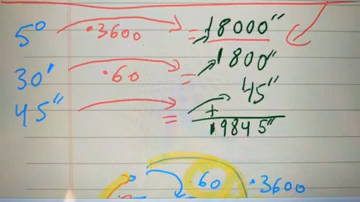 5° ·3600 = 18000"
30' ·60 = 1800"
45" = 45"
+
19845"
° ·60 ·3600